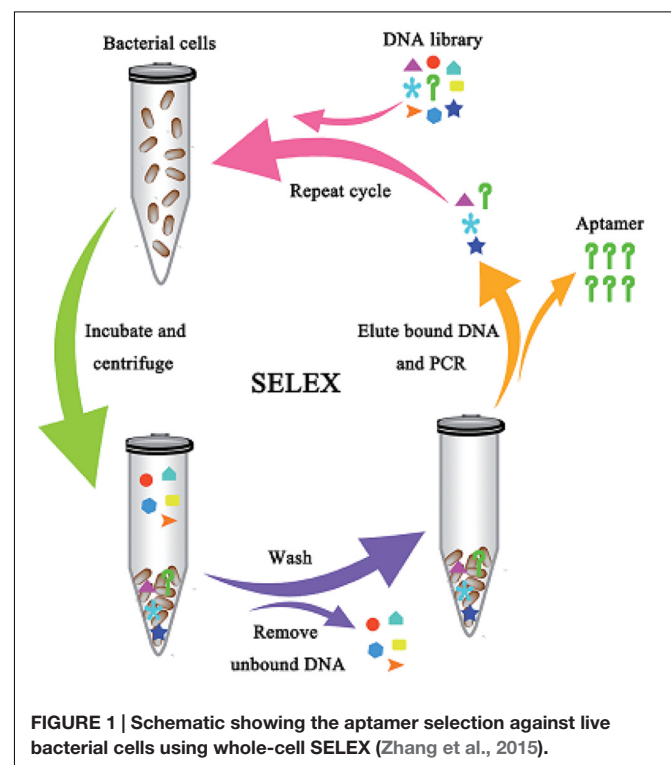 Bacterial cells
DNA library
Repeat cycle
Aptamer
Incubate and
centrifuge
Elute bound DNA
and PCR
SELEX
Wash
Remove
unbound DNA
FIGURE 1 | Schematic showing the aptamer selection against live
bacterial cells using whole-cell SELEX (Zhang et al., 2015).